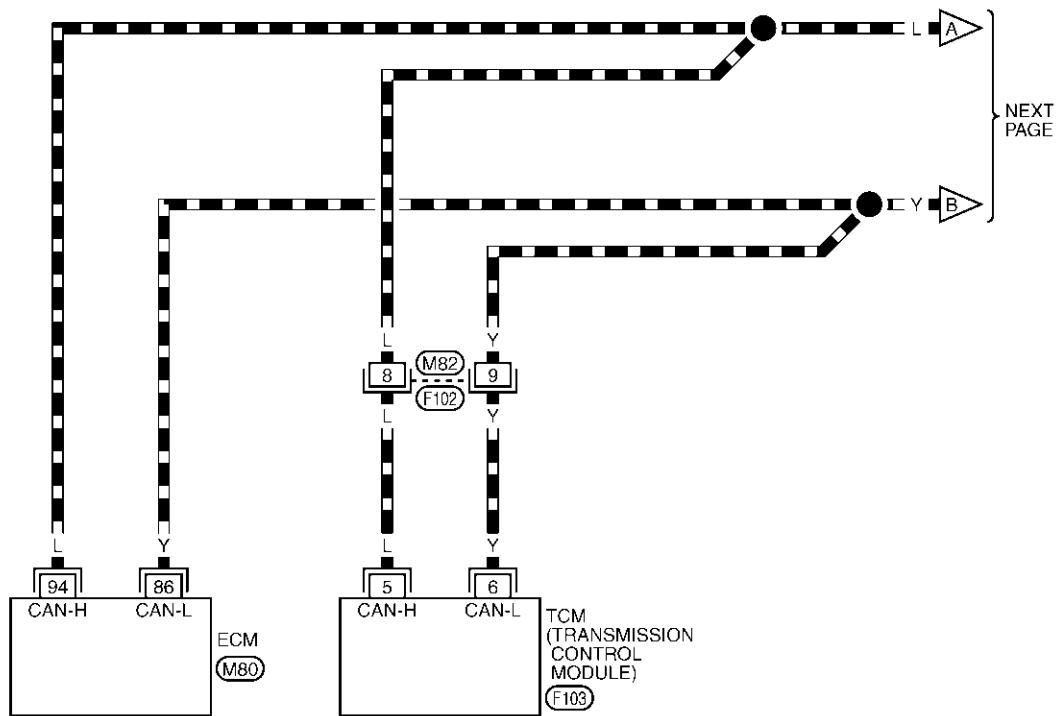 L A
NEXT
PAGE
Y B
L Y
8 M82 9
F102
L Y
L Y L Y
94 86 5 6
CAN-H CAN-L CAN-H CAN-L
ECM
M80
TCM
(TRANSMISSION
CONTROL
MODULE)
F103